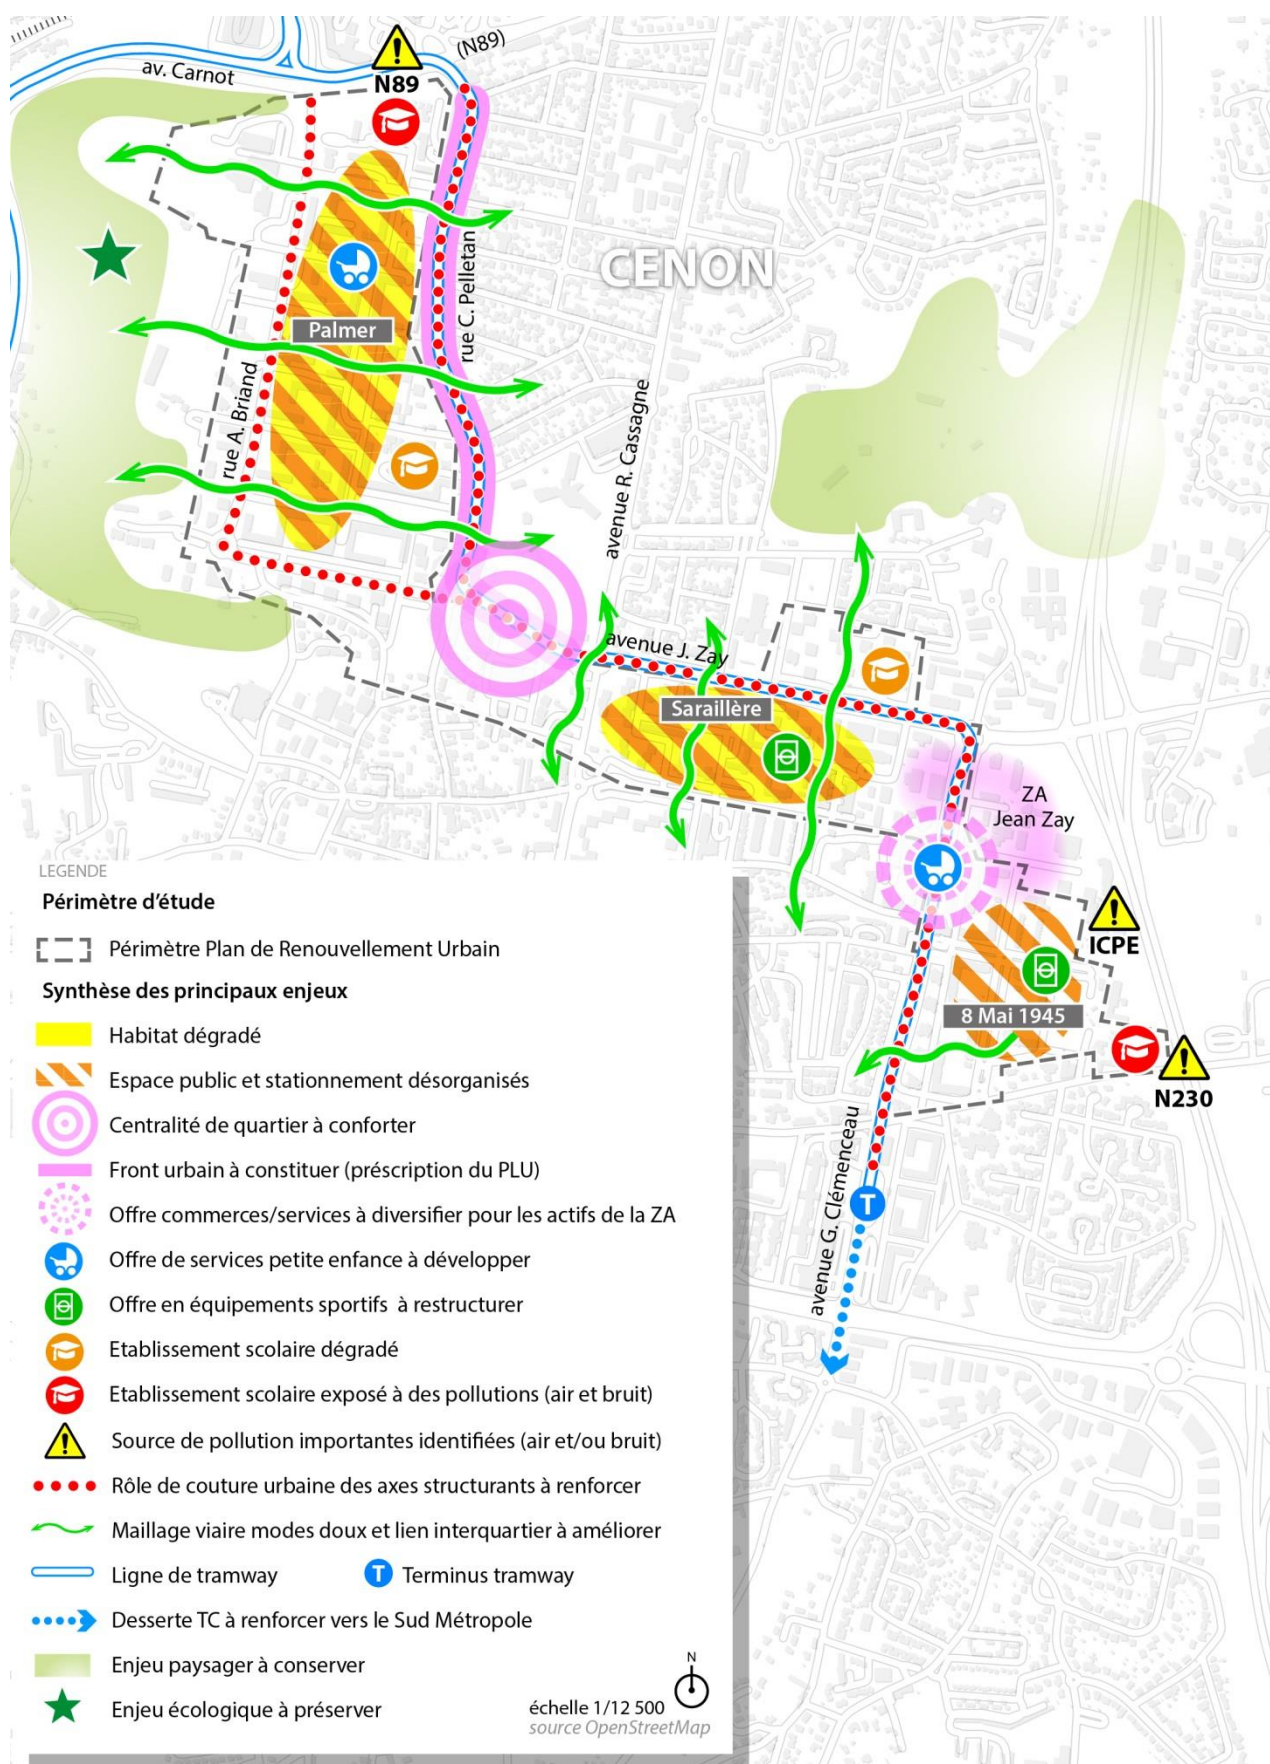 (N89)
av. Carnot
N89
CENON
rue C. Pelletan
Palmer
rue A. Briand
avenue R. Cassagne
avenue J. Zay
Saraillère
ZA
Jean Zay
ICPE
8 Mai 1945
N230
avenue G. Clémenceau
T
LEGENDE
Périmètre d'étude
Périmètre Plan de Renouvellement Urbain
Synthèse des principaux enjeux
Habitat dégradé
Espace public et stationnement désorganisés
Centralité de quartier à conforter
Front urbain à constituer (préscription du PLU)
Offre commerces/services à diversifier pour les actifs de la ZA
Offre de services petite enfance à développer
Offre en équipements sportifs à restructurer
Etablissement scolaire dégradé
Etablissement scolaire exposé à des pollutions (air et bruit)
Source de pollution importantes identifiées (air et/ou bruit)
Rôle de couture urbaine des axes structurants à renforcer
Maillage viaire modes doux et lien interquartier à améliorer
Ligne de tramway
T Terminus tramway
Desserte TC à renforcer vers le Sud Métropole
Enjeu paysager à conserver
Enjeu écologique à préserver
N
échelle 1/12 500
source OpenStreetMap